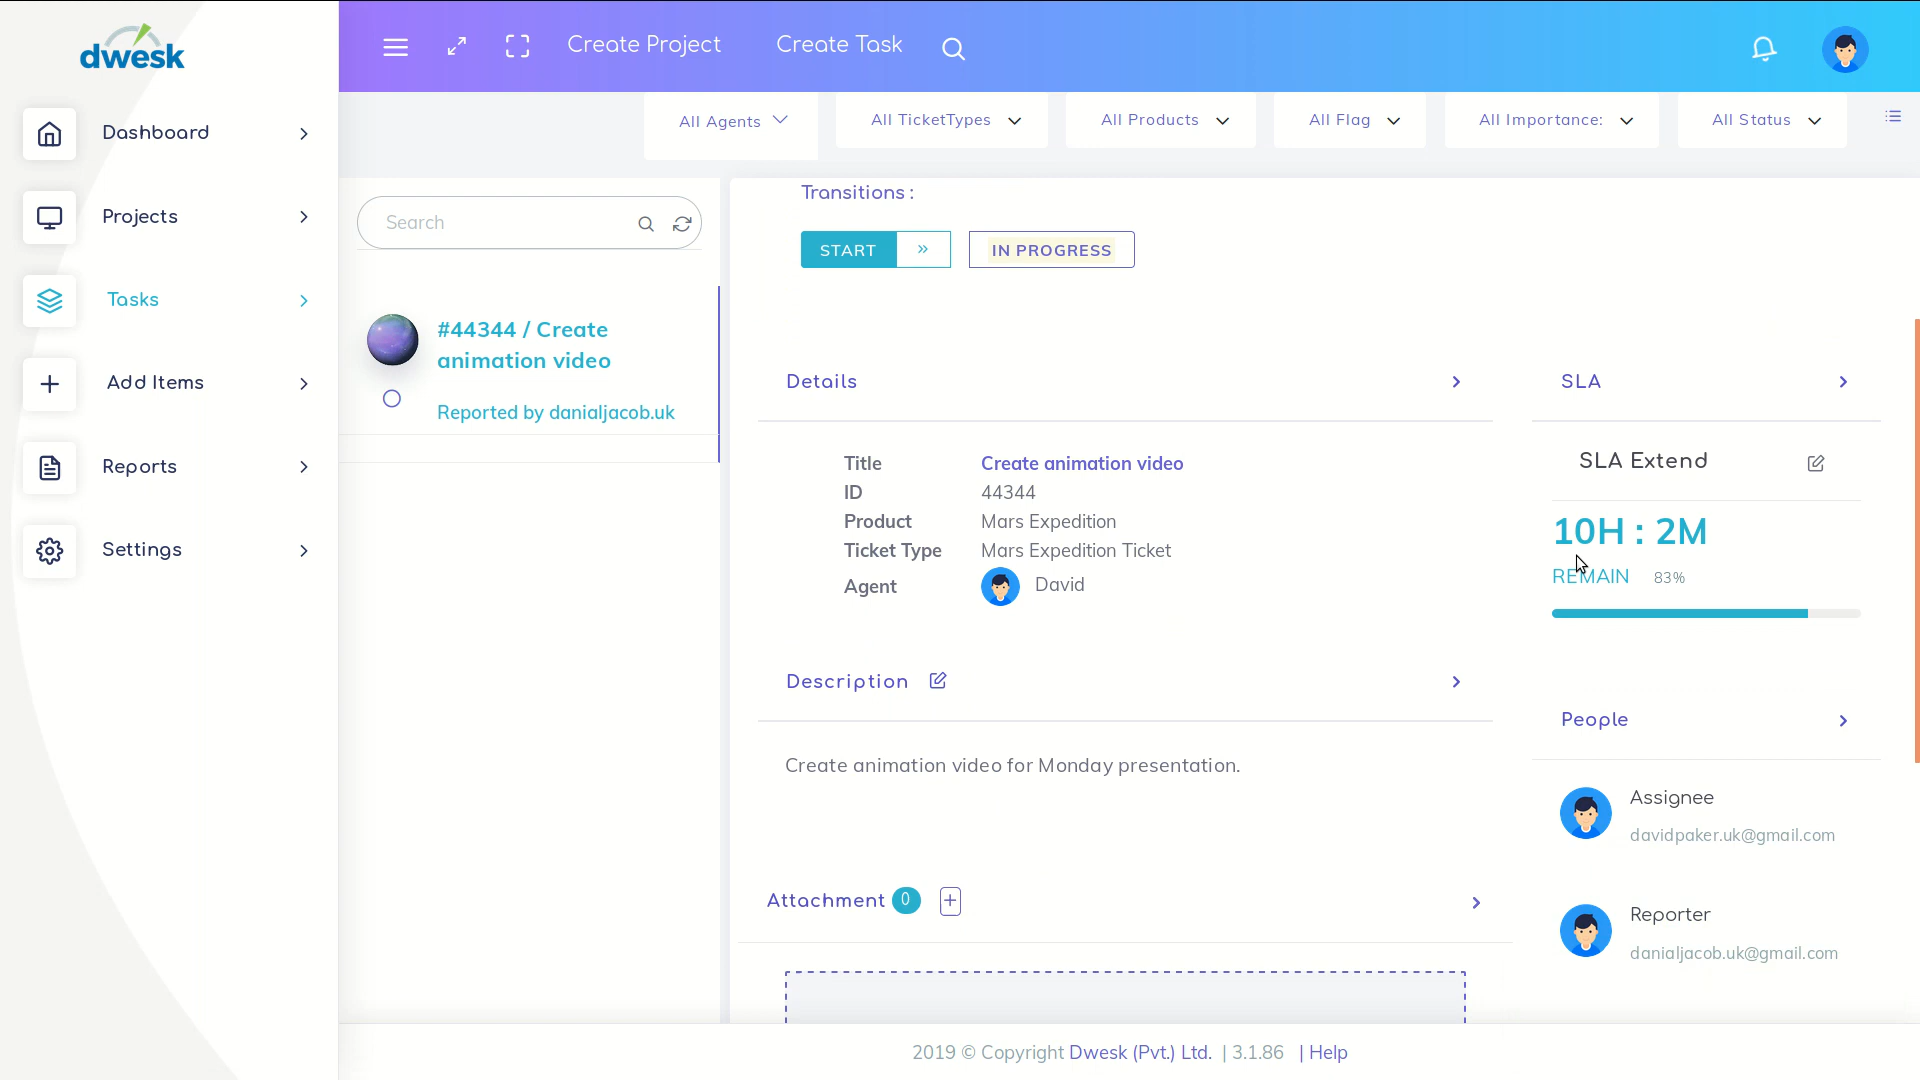 dwesk
Create Project
Create Task
Dashboard
Projects
Tasks
Add Items
Reports
Settings
All Agents
All TicketTypes
All Products
All Flag
All Importance:
All Status
Search
#44344 / Create
animation video
Reported by danialjacob.uk
Transitions :
START »
IN PROGRESS
Details
Title Create animation video
ID 44344
Product Mars Expedition
Ticket Type Mars Expedition Ticket
Agent David
Description
Create animation video for Monday presentation.
Attachment 0
SLA
SLA Extend
10H : 2M
REMAIN 83%
People
Assignee
davidpaker.uk@gmail.com
Reporter
danialjacob.uk@gmail.com
2019 © Copyright Dwesk (Pvt.) Ltd. | 3.1.86 | Help